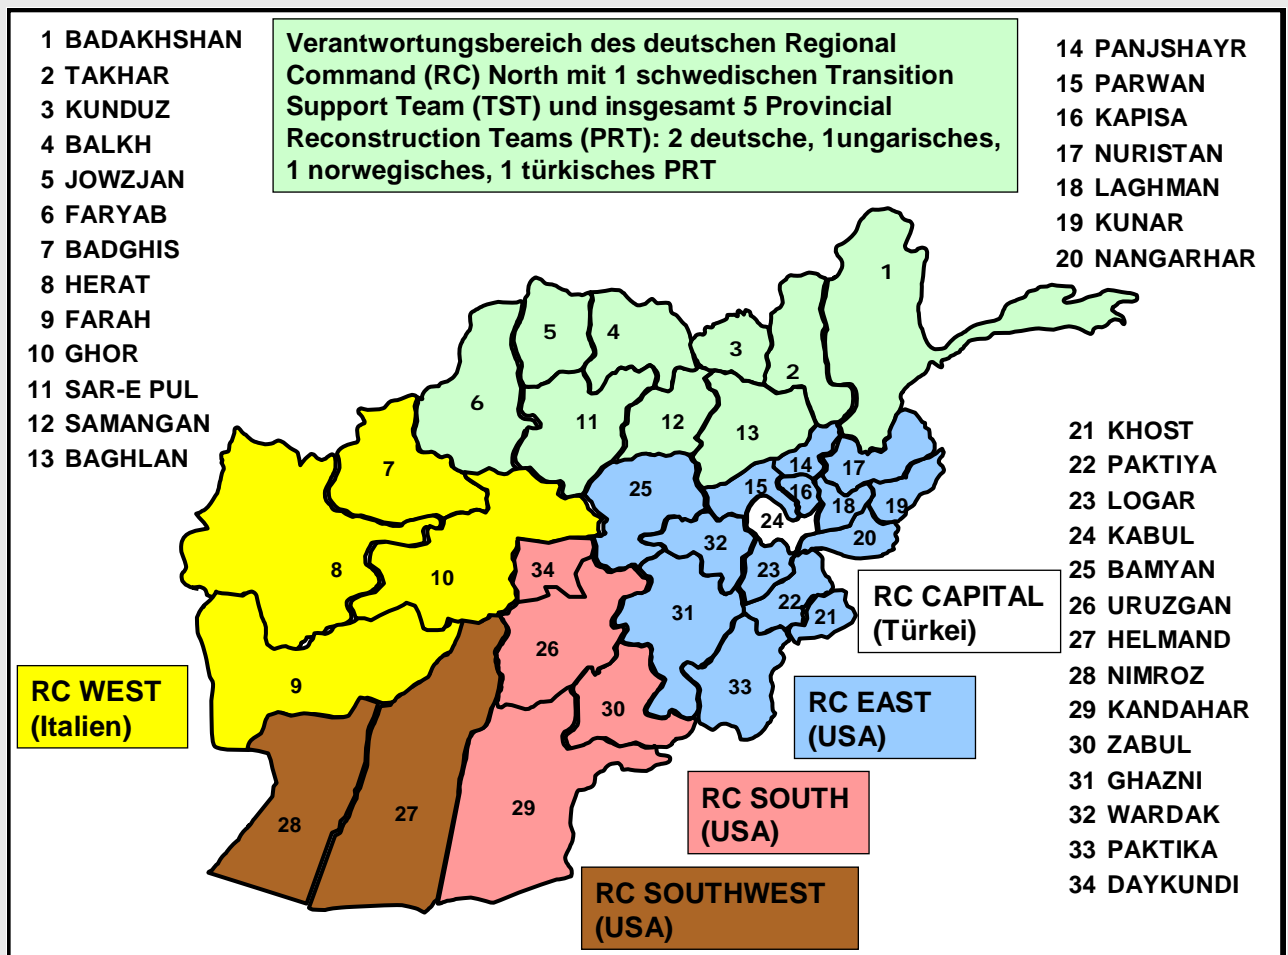 1 BADAKHSHAN
2 TAKHAR
3 KUNDUZ
4 BALKH
5 JOWZJAN
6 FARYAB
7 BADGHIS
8 HERAT
9 FARAH
10 GHOR
11 SAR-E PUL
12 SAMANGAN
13 BAGHLAN
Verantwortungsbereich des deutschen Regional
Command (RC) North mit 1 schwedischen Transition
Support Team (TST) und insgesamt 5 Provincial
Reconstruction Teams (PRT): 2 deutsche, 1ungarisches,
1 norwegisches, 1 türkisches PRT
14 PANJSHAYR
15 PARWAN
16 KAPISA
17 NURISTAN
18 LAGHMAN
19 KUNAR
20 NANGARHAR
21 KHOST
22 PAKTIYA
23 LOGAR
24 KABUL
25 BAMYAN
26 URUZGAN
27 HELMAND
28 NIMROZ
29 KANDAHAR
30 ZABUL
31 GHAZNI
32 WARDAK
33 PAKTIKA
34 DAYKUNDI
1
5
4
3
2
6
11
12
13
7
25
14
17
15
16
18
19
24
20
32
8
10
34
23
22
21
31
26
33
9
30
28
27
29
RC CAPITAL
(Türkei)
RC WEST
(Italien)
RC EAST
(USA)
RC SOUTH
(USA)
RC SOUTHWEST
(USA)